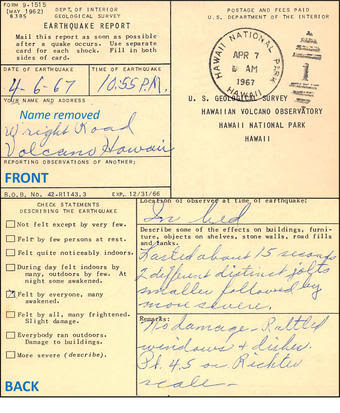 FORM 9-1515
[MAY 1962]
8385
DEPT. OF INTERIOR
GEOLOGICAL SURVEY
EARTHQUAKE REPORT
Mail this report as soon as possible
after a quake occurs. Use separate
card for each shock. Fill in both
sides of card.
DATE OF EARTHQUAKE
TIME OF EARTHQUAKE
4-6-67
10:55 P.M.
YOUR NAME AND ADDRESS
Name removed
Wright Road
Volcano Hawaii
REPORTING OBSERVATIONS OF ANOTHER:
FRONT
POSTAGE AND FEES PAID
U. S. DEPARTMENT OF THE INTERIOR
HAWAII NATIONAL PARK
APR 7
AM
1967
HAWAII
U. S. GEOLOGICAL SURVEY
HAWAIIAN VOLCANO OBSERVATORY
HAWAII NATIONAL PARK
HAWAII
B.O.B. No. 42-R1143.3 EXP. 12/31/66
CHECK STATEMENTS
DESCRIBING THE EARTHQUAKE
Not felt except by very few.
Felt by few persons at rest.
Felt quite noticeably indoors.
During day felt indoors by
many, outdoors by few. At
night some awakened.
Felt by everyone, many
awakened.
Felt by all, many frightened.
Slight damage.
Everybody ran outdoors.
Damage to buildings.
More severe (describe).
BACK
Location of observer at time of earthquake:
In bed
Describe some of the effects on buildings, furni-
ture, objects on shelves, stone walls, road fills
and tanks.
Lasted about 15 seconds
2 different distinct jolts
smaller followed by
more severe.
Remarks:
No damage - Rattled
windows + dishes.
4.5 on Richter
scale -